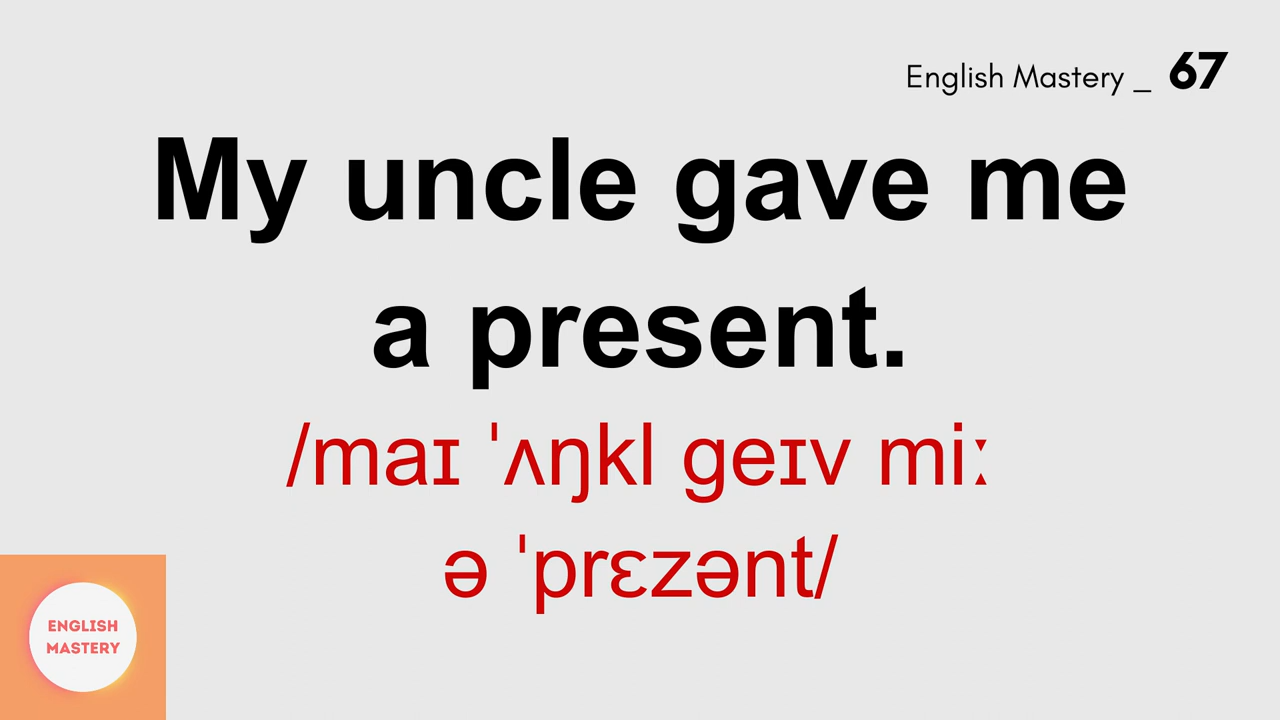 English Mastery _ 67
My uncle gave me
a present.
/maɪ ˈʌŋkl geɪv miː
ə ˈprɛzənt/
ENGLISH
MASTERY